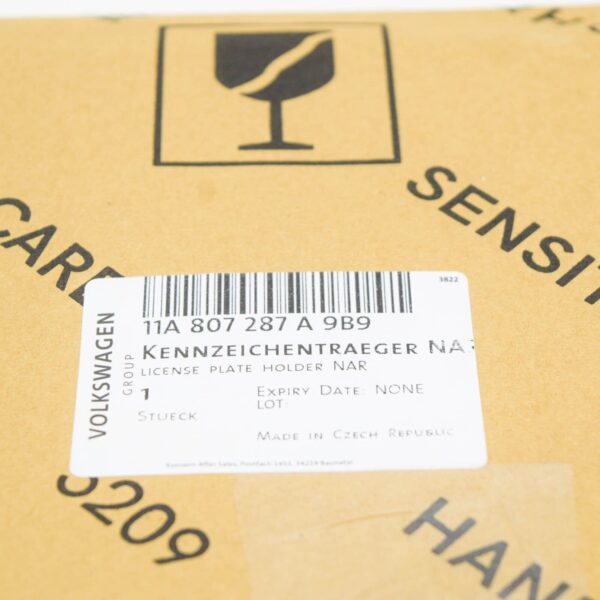 SENSIT
CARE
3822
11A 807 287 A 9B9
VOLKSWAGEN
GROUP
KENNZEICHENTRAEGER NA
LICENSE PLATE HOLDER NAR
1
EXPIRY DATE: NONE
LOT
STUECK
MADE IN CZECH REPUBLIC
5209
HAN